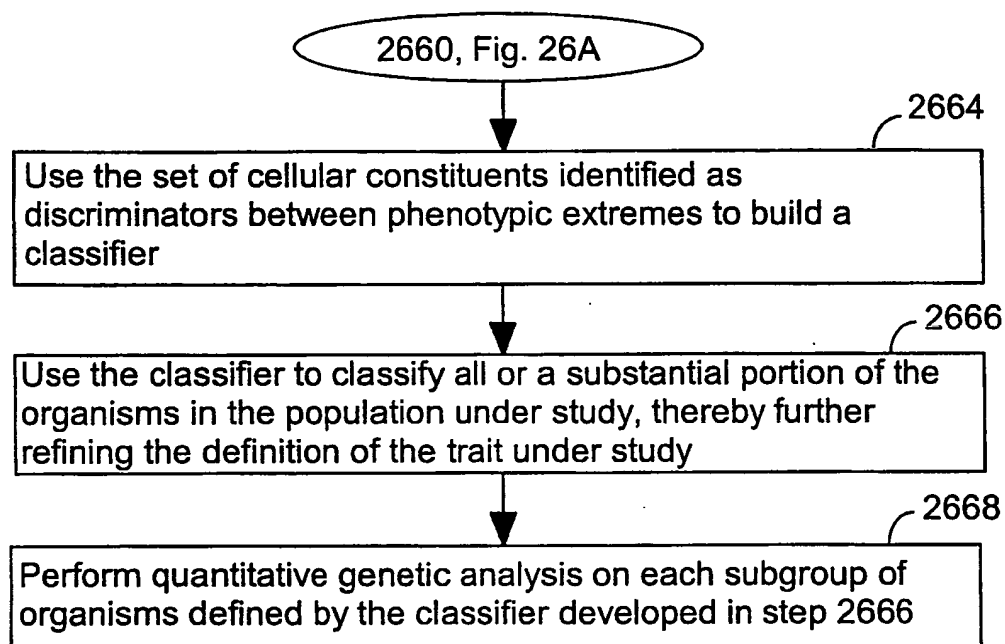 2660, Fig. 26A
2664
Use the set of cellular constituents identified as
discriminators between phenotypic extremes to build a
classifier
2666
Use the classifier to classify all or a substantial portion of the
organisms in the population under study, thereby further
refining the definition of the trait under study
2668
Perform quantitative genetic analysis on each subgroup of
organisms defined by the classifier developed in step 2666